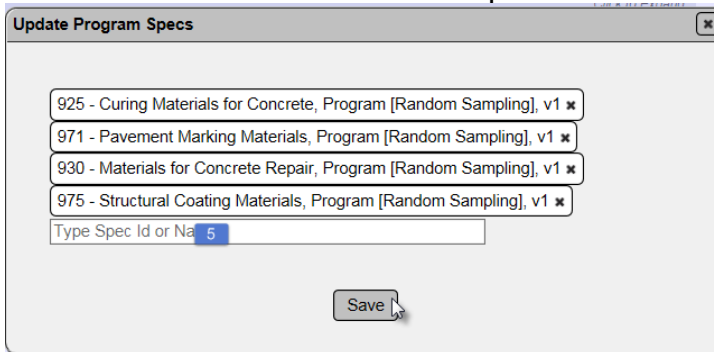 Update Program Specs
925 - Curing Materials for Concrete, Program [Random Sampling], v1
971 - Pavement Marking Materials, Program [Random Sampling], v1
930 - Materials for Concrete Repair, Program [Random Sampling], v1
975 - Structural Coating Materials, Program [Random Sampling], v1
Type Spec Id or Na 5
Save